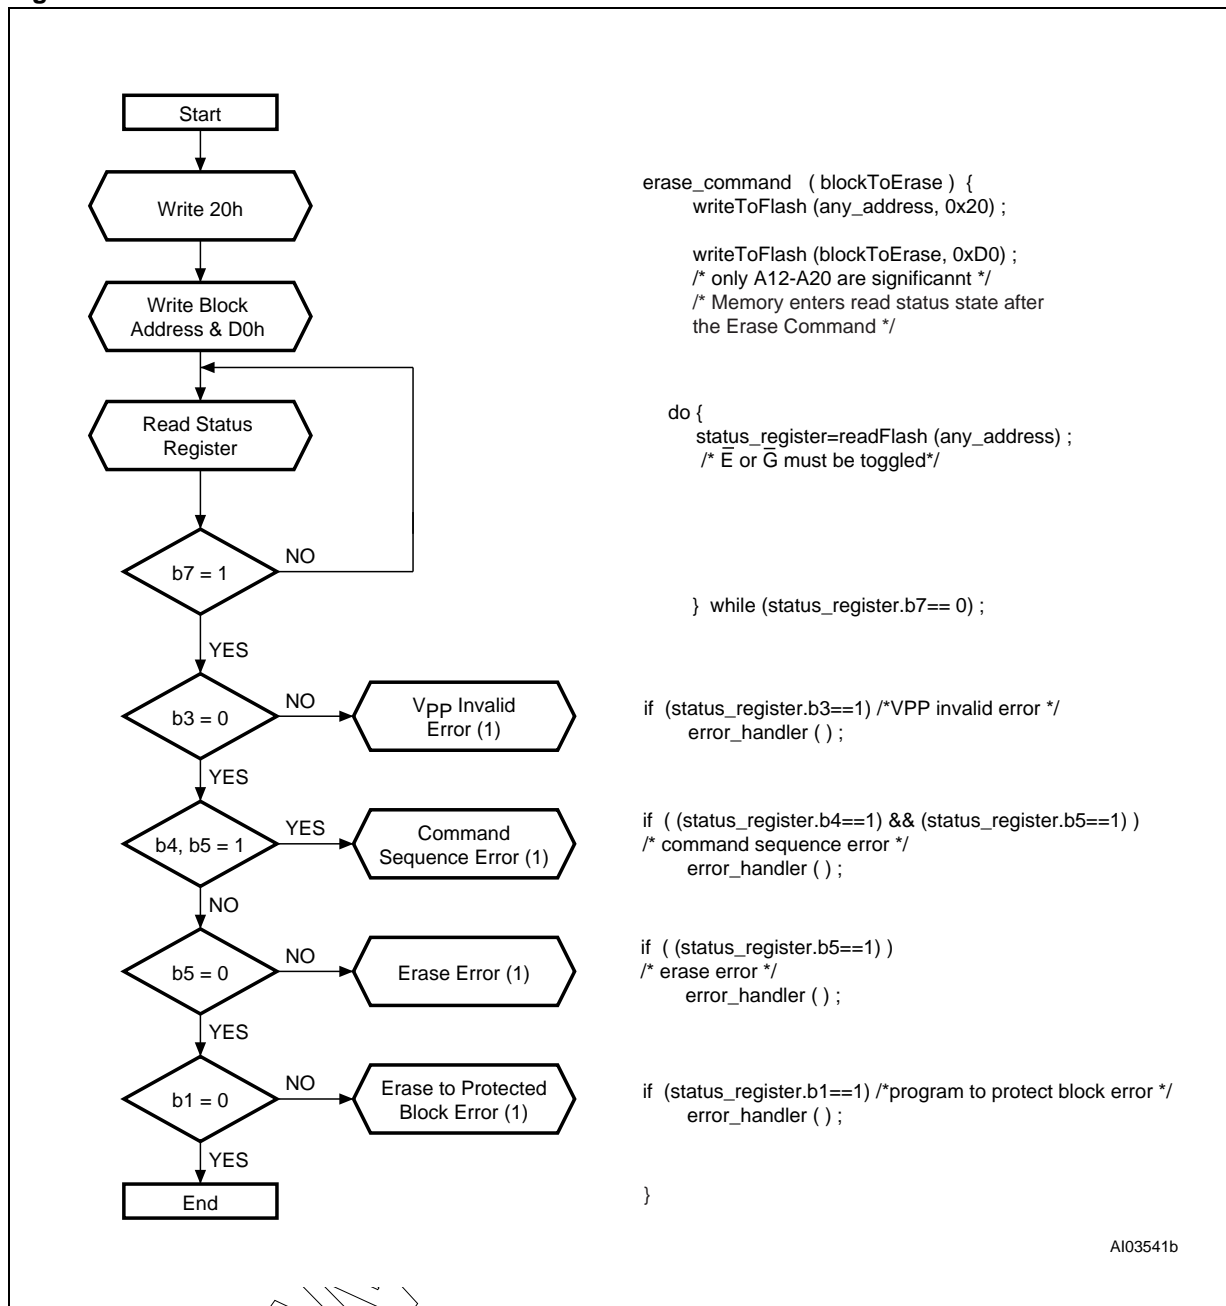 Start
Write 20h
Write Block
Address & D0h
Read Status
Register
b7 = 1
NO
YES
b3 = 0
NO
VPP Invalid
Error (1)
YES
b4, b5 = 1
YES
Command
Sequence Error (1)
NO
b5 = 0
NO
Erase Error (1)
YES
b1 = 0
NO
Erase to Protected
Block Error (1)
YES
End
erase_command ( blockToErase ) {
writeToFlash (any_address, 0x20) ;
writeToFlash (blockToErase, 0xD0) ;
/* only A12-A20 are significannt */
/* Memory enters read status state after
the Erase Command */
do {
status_register=readFlash (any_address) ;
/* E̅ or G̅ must be toggled*/
} while (status_register.b7== 0) ;
if (status_register.b3==1) /*VPP invalid error */
error_handler ( ) ;
if ( (status_register.b4==1) && (status_register.b5==1) )
/* command sequence error */
error_handler ( ) ;
if ( (status_register.b5==1) )
/* erase error */
error_handler ( ) ;
if (status_register.b1==1) /*program to protect block error */
error_handler ( ) ;
}
AI03541b